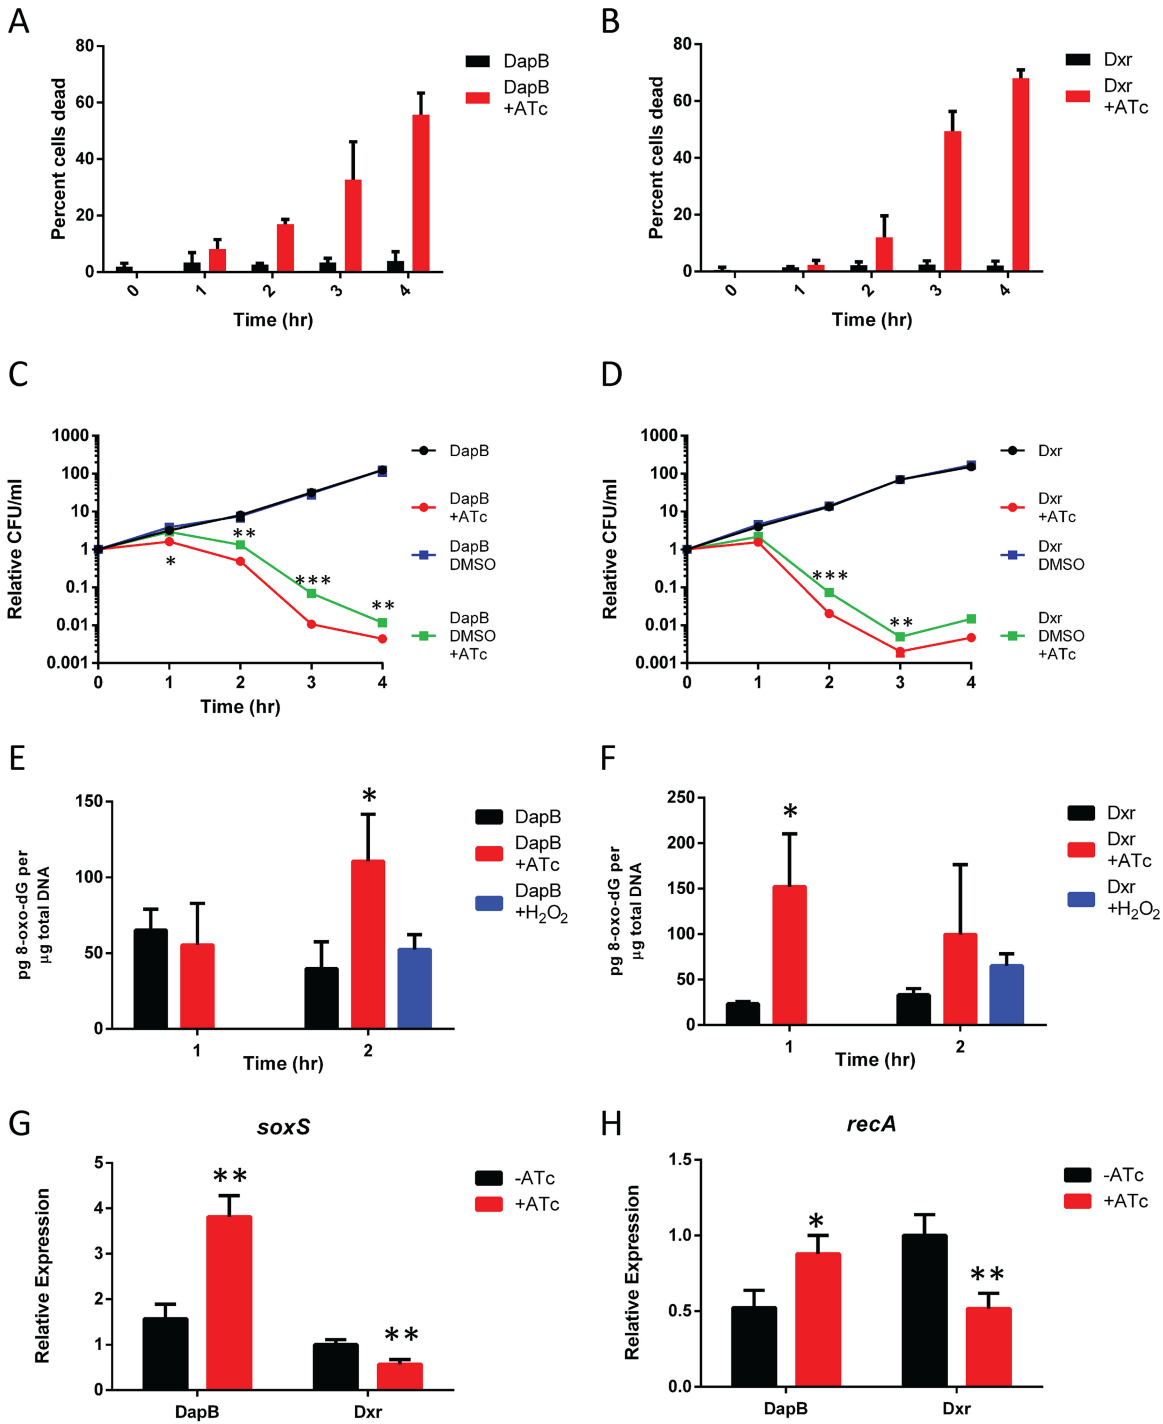 A
80
60
40
20
0
Percent cells dead
0
1
2
3
4
Time (hr)
DapB
DapB
+ATc
B
80
60
40
20
0
Percent cells dead
0
1
2
3
4
Time (hr)
Dxr
Dxr
+ATc
C
1000
100
10
1
0.1
0.01
0.001
Relative CFU/ml
*
**
***
**
0
1
2
3
4
Time (hr)
DapB
DapB
+ATc
DapB
DMSO
DapB
DMSO
+ATc
D
1000
100
10
1
0.1
0.01
0.001
Relative CFU/ml
***
**
0
1
2
3
4
Time (hr)
Dxr
Dxr
+ATc
Dxr
DMSO
Dxr
DMSO
+ATc
E
150
100
50
0
pg 8-oxo-dG per
µg total DNA
*
1
2
Time (hr)
DapB
DapB
+ATc
DapB
+H₂O₂
F
250
200
150
100
50
0
pg 8-oxo-dG per
µg total DNA
*
1
2
Time (hr)
Dxr
Dxr
+ATc
Dxr
+H₂O₂
G
soxS
5
4
3
2
1
0
Relative Expression
**
**
DapB
Dxr
-ATc
+ATc
H
recA
1.5
1.0
0.5
0.0
Relative Expression
*
**
DapB
Dxr
-ATc
+ATc